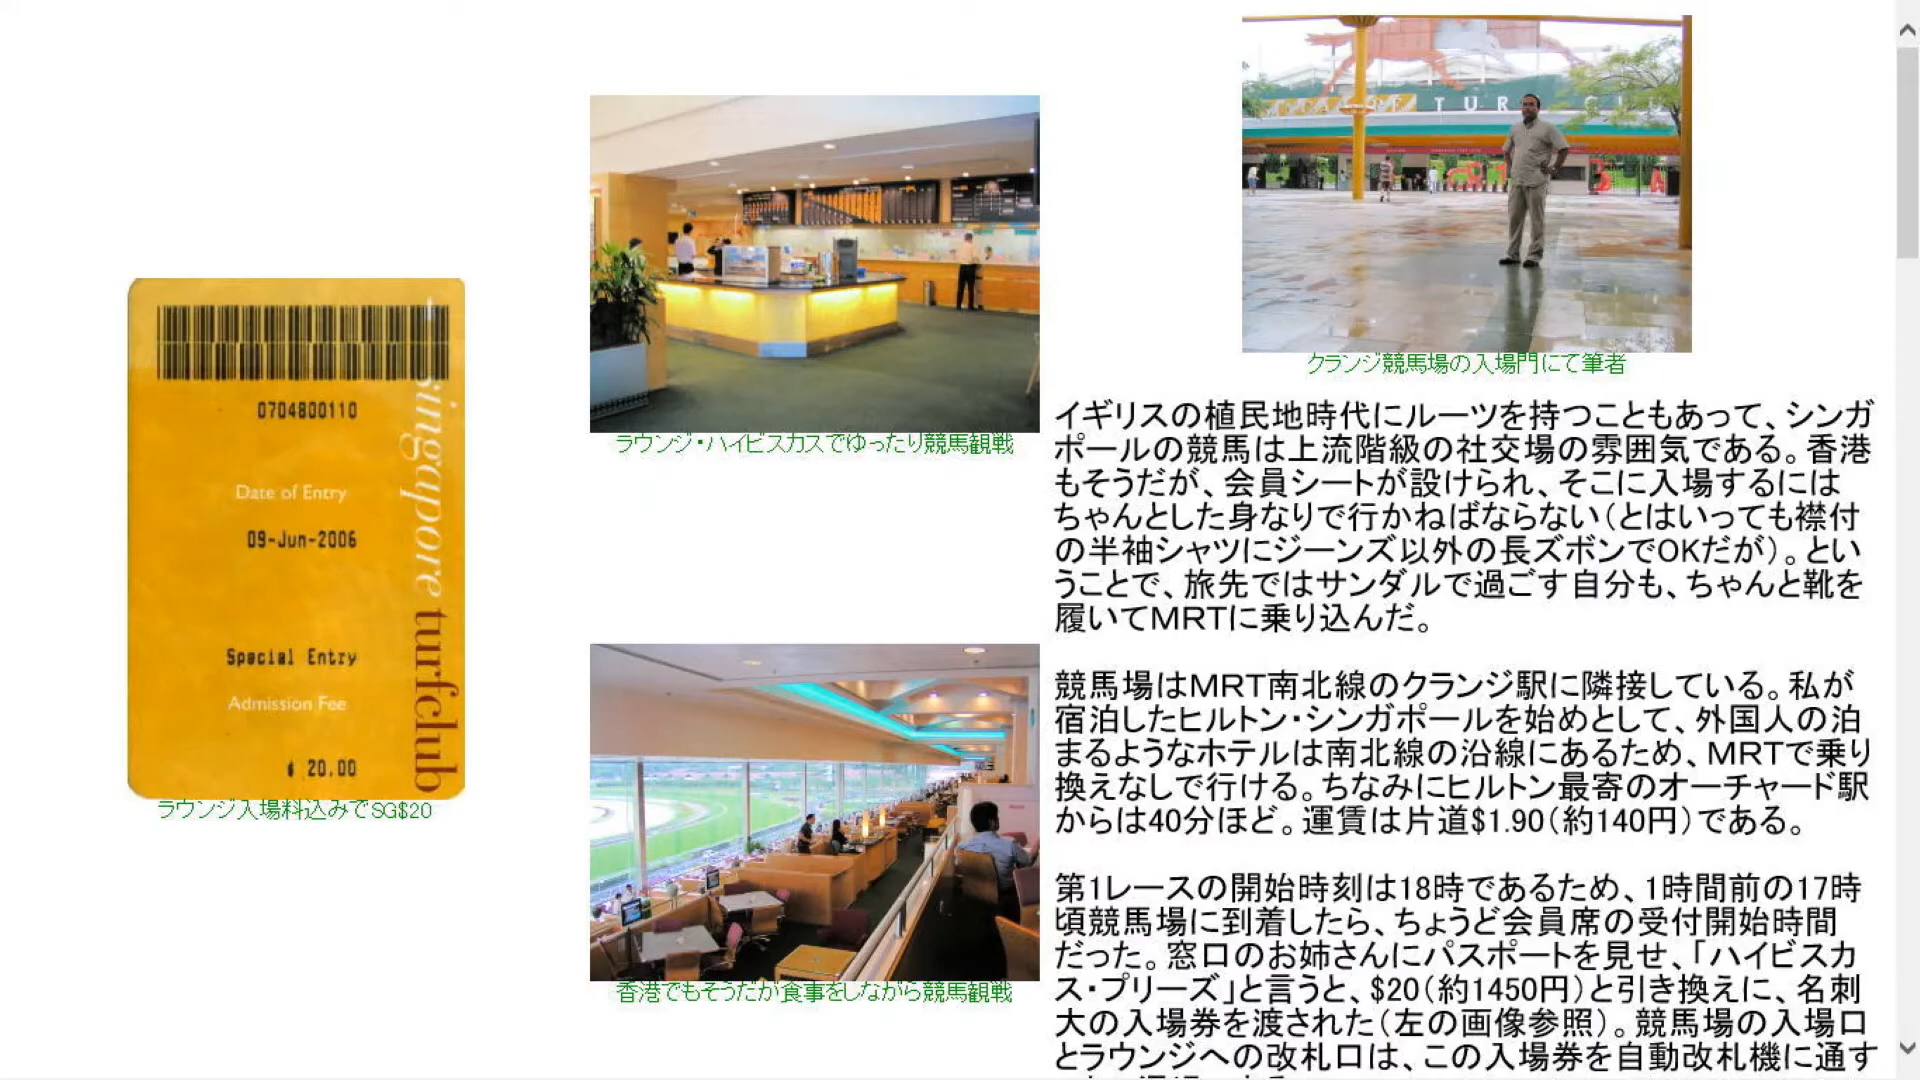 0704800110
Date of Entry
09-Jun-2006
Special Entry
Admission Fee
$ 20.00
singapore turfclub
ラウンジ入場料込みでSG$20
ラウンジ・ハイビスカスでゆったり競馬観戦
香港でもそうだが食事をしながら競馬観戦
TUR
クランジ競馬場の入場門にて筆者
イギリスの植民地時代にルーツを持つこともあって、シンガ
ポールの競馬は上流階級の社交場の雰囲気である。香港
もそうだが、会員シートが設けられ、そこに入場するには
ちゃんとした身なりで行かねばならない（とはいっても襟付
の半袖シャツにジーンズ以外の長ズボンでOKだが）。とい
うことで、旅先ではサンダルで過ごす自分も、ちゃんと靴を
履いてMRTに乗り込んだ。
競馬場はMRT南北線のクランジ駅に隣接している。私が
宿泊したヒルトン・シンガポールを始めとして、外国人の泊
まるようなホテルは南北線の沿線にあるため、MRTで乗り
換えなしで行ける。ちなみにヒルトン最寄のオーチャード駅
からは40分ほど。運賃は片道$1.90（約140円）である。
第1レースの開始時刻は18時であるため、1時間前の17時
頃競馬場に到着したら、ちょうど会員席の受付開始時間
だった。窓口のお姉さんにパスポートを見せ、「ハイビスカ
ス・プリーズ」と言うと、$20（約1450円）と引き換えに、名刺
大の入場券を渡された（左の画像参照）。競馬場の入場口
とラウンジへの改札口は、この入場券を自動改札機に通す